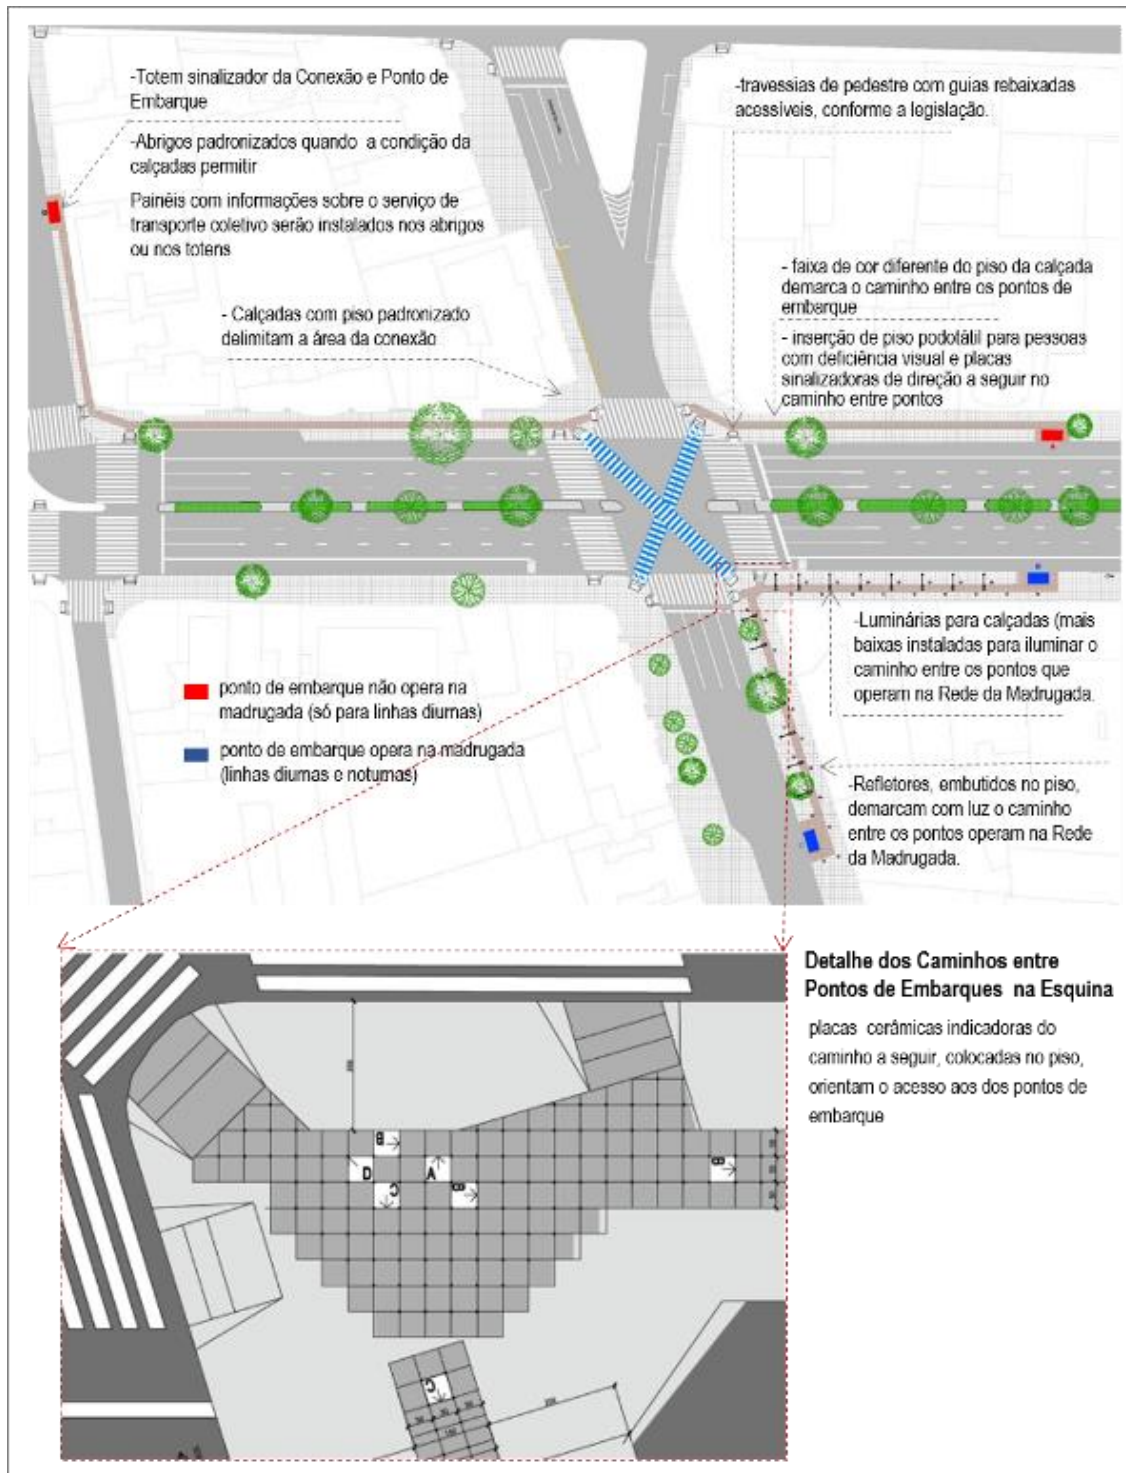 -Totem sinalizador da Conexão e Ponto de
Embarque
-Abrigos padronizados quando a condição da
calçadas permitir
Painéis com informações sobre o serviço de
transporte coletivo serão instalados nos abrigos
ou nos totens
- Calçadas com piso padronizado
delimitam a área da conexão
-travessias de pedestre com guias rebaixadas
acessíveis, conforme a legislação.
- faixa de cor diferente do piso da calçada
demarca o caminho entre os pontos de
embarque
- inserção de piso podotátil para pessoas
com deficiência visual e placas
sinalizadoras de direção a seguir no
caminho entre pontos
-Luminárias para calçadas (mais
baixas instaladas para iluminar o
caminho entre os pontos que
operam na Rede da Madrugada.
ponto de embarque não opera na
madrugada (só para linhas diurnas)
ponto de embarque opera na madrugada
(linhas diurnas e noturnas)
-Refletores, embutidos no piso,
demarcam com luz o caminho
entre os pontos operam na Rede
da Madrugada.
Detalhe dos Caminhos entre
Pontos de Embarques na Esquina
placas cerâmicas indicadoras do
caminho a seguir, colocadas no piso,
orientam o acesso aos dos pontos de
embarque
B
D A B
C B
C